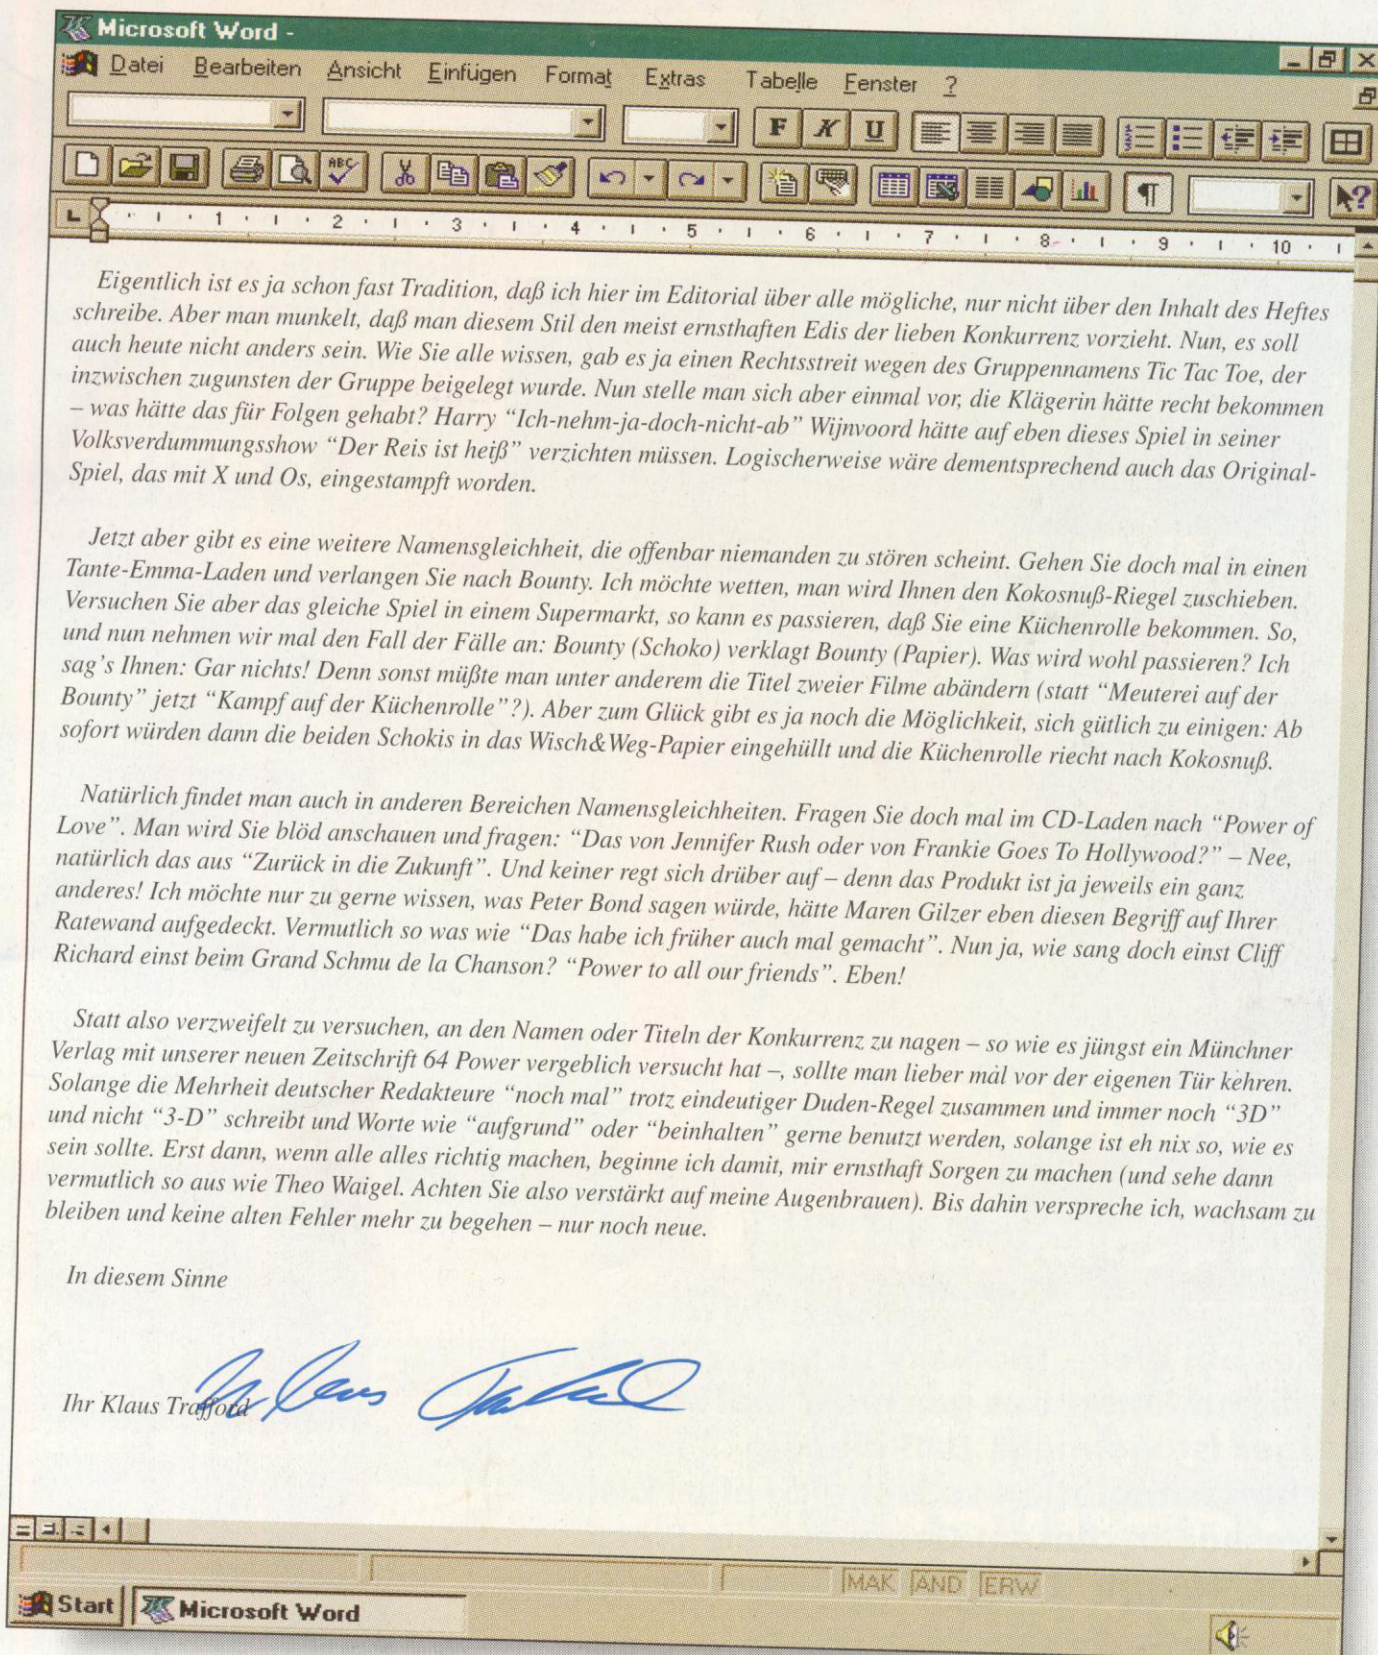 Microsoft Word -
Datei Bearbeiten Ansicht Einfügen Format Extras Tabelle Fenster ?
F K U
ABC
1 2 3 4 5 6 7 8 9 10
Eigentlich ist es ja schon fast Tradition, daß ich hier im Editorial über alle mögliche, nur nicht über den Inhalt des Heftes
schreibe. Aber man munkelt, daß man diesem Stil den meist ernsthaften Edis der lieben Konkurrenz vorzieht. Nun, es soll
auch heute nicht anders sein. Wie Sie alle wissen, gab es ja einen Rechtsstreit wegen des Gruppennamens Tic Tac Toe, der
inzwischen zugunsten der Gruppe beigelegt wurde. Nun stelle man sich aber einmal vor, die Klägerin hätte recht bekommen
– was hätte das für Folgen gehabt? Harry “Ich-nehm-ja-doch-nicht-ab” Wijnvoord hätte auf eben dieses Spiel in seiner
Volksverdummungsshow “Der Reis ist heiß” verzichten müssen. Logischerweise wäre dementsprechend auch das Original-
Spiel, das mit X und Os, eingestampft worden.
Jetzt aber gibt es eine weitere Namensgleichheit, die offenbar niemanden zu stören scheint. Gehen Sie doch mal in einen
Tante-Emma-Laden und verlangen Sie nach Bounty. Ich möchte wetten, man wird Ihnen den Kokosnuß-Riegel zuschieben.
Versuchen Sie aber das gleiche Spiel in einem Supermarkt, so kann es passieren, daß Sie eine Küchenrolle bekommen. So,
und nun nehmen wir mal den Fall der Fälle an: Bounty (Schoko) verklagt Bounty (Papier). Was wird wohl passieren? Ich
sag’s Ihnen: Gar nichts! Denn sonst müßte man unter anderem die Titel zweier Filme abändern (statt “Meuterei auf der
Bounty” jetzt “Kampf auf der Küchenrolle”?). Aber zum Glück gibt es ja noch die Möglichkeit, sich gütlich zu einigen: Ab
sofort würden dann die beiden Schokis in das Wisch&Weg-Papier eingehüllt und die Küchenrolle riecht nach Kokosnuß.
Natürlich findet man auch in anderen Bereichen Namensgleichheiten. Fragen Sie doch mal im CD-Laden nach “Power of
Love”. Man wird Sie blöd anschauen und fragen: “Das von Jennifer Rush oder von Frankie Goes To Hollywood?” – Nee,
natürlich das aus “Zurück in die Zukunft”. Und keiner regt sich drüber auf – denn das Produkt ist ja jeweils ein ganz
anderes! Ich möchte nur zu gerne wissen, was Peter Bond sagen würde, hätte Maren Gilzer eben diesen Begriff auf Ihrer
Ratewand aufgedeckt. Vermutlich so was wie “Das habe ich früher auch mal gemacht”. Nun ja, wie sang doch einst Cliff
Richard einst beim Grand Schmu de la Chanson? “Power to all our friends”. Eben!
Statt also verzweifelt zu versuchen, an den Namen oder Titeln der Konkurrenz zu nagen – so wie es jüngst ein Münchner
Verlag mit unserer neuen Zeitschrift 64 Power vergeblich versucht hat –, sollte man lieber mal vor der eigenen Tür kehren.
Solange die Mehrheit deutscher Redakteure “noch mal” trotz eindeutiger Duden-Regel zusammen und immer noch “3D”
und nicht “3-D” schreibt und Worte wie “aufgrund” oder “beinhalten” gerne benutzt werden, solange ist eh nix so, wie es
sein sollte. Erst dann, wenn alle alles richtig machen, beginne ich damit, mir ernsthaft Sorgen zu machen (und sehe dann
vermutlich so aus wie Theo Waigel. Achten Sie also verstärkt auf meine Augenbrauen). Bis dahin verspreche ich, wachsam zu
bleiben und keine alten Fehler mehr zu begehen – nur noch neue.
In diesem Sinne
Ihr Klaus Trafford
Klaus Trafford
MAK ÄND ERW
Start Microsoft Word